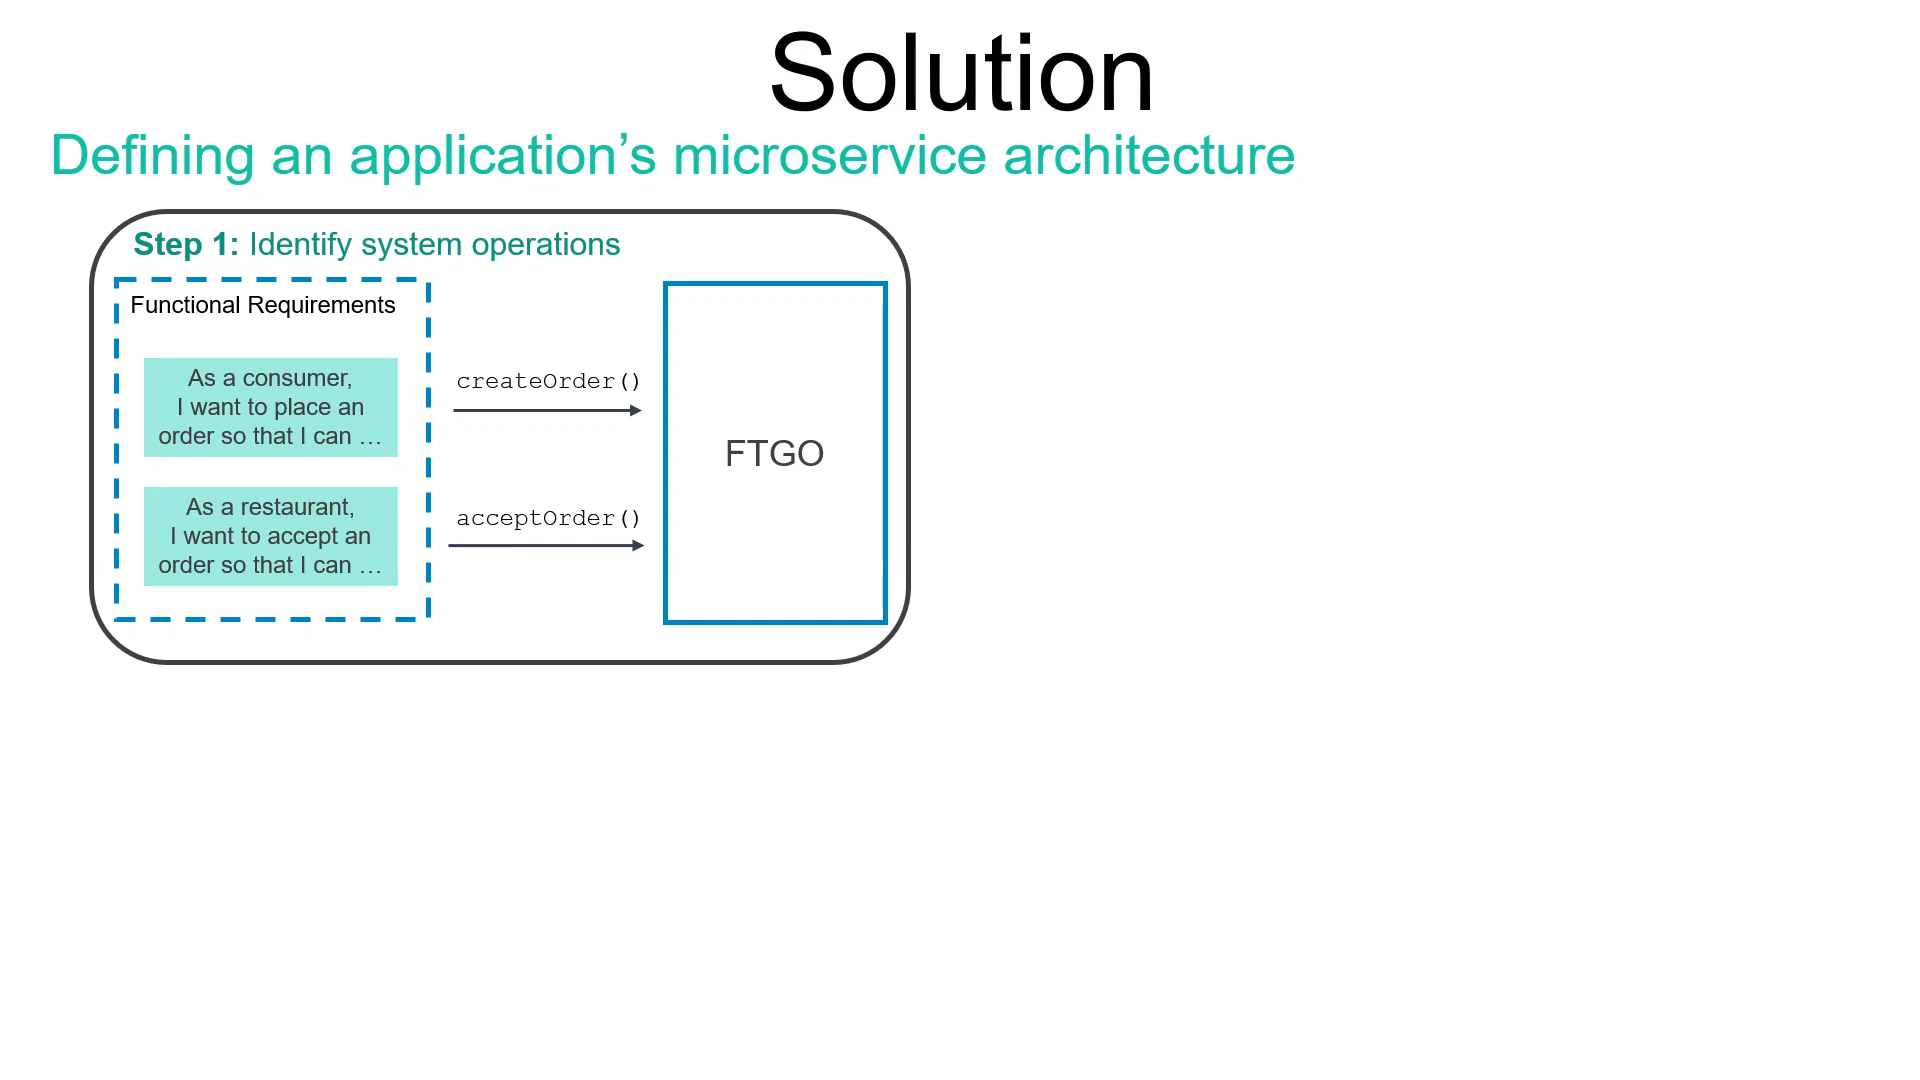 Solution
Defining an application’s microservice architecture
Step 1: Identify system operations
Functional Requirements
As a consumer,
I want to place an
order so that I can …
createOrder()
As a restaurant,
I want to accept an
order so that I can …
acceptOrder()
FTGO